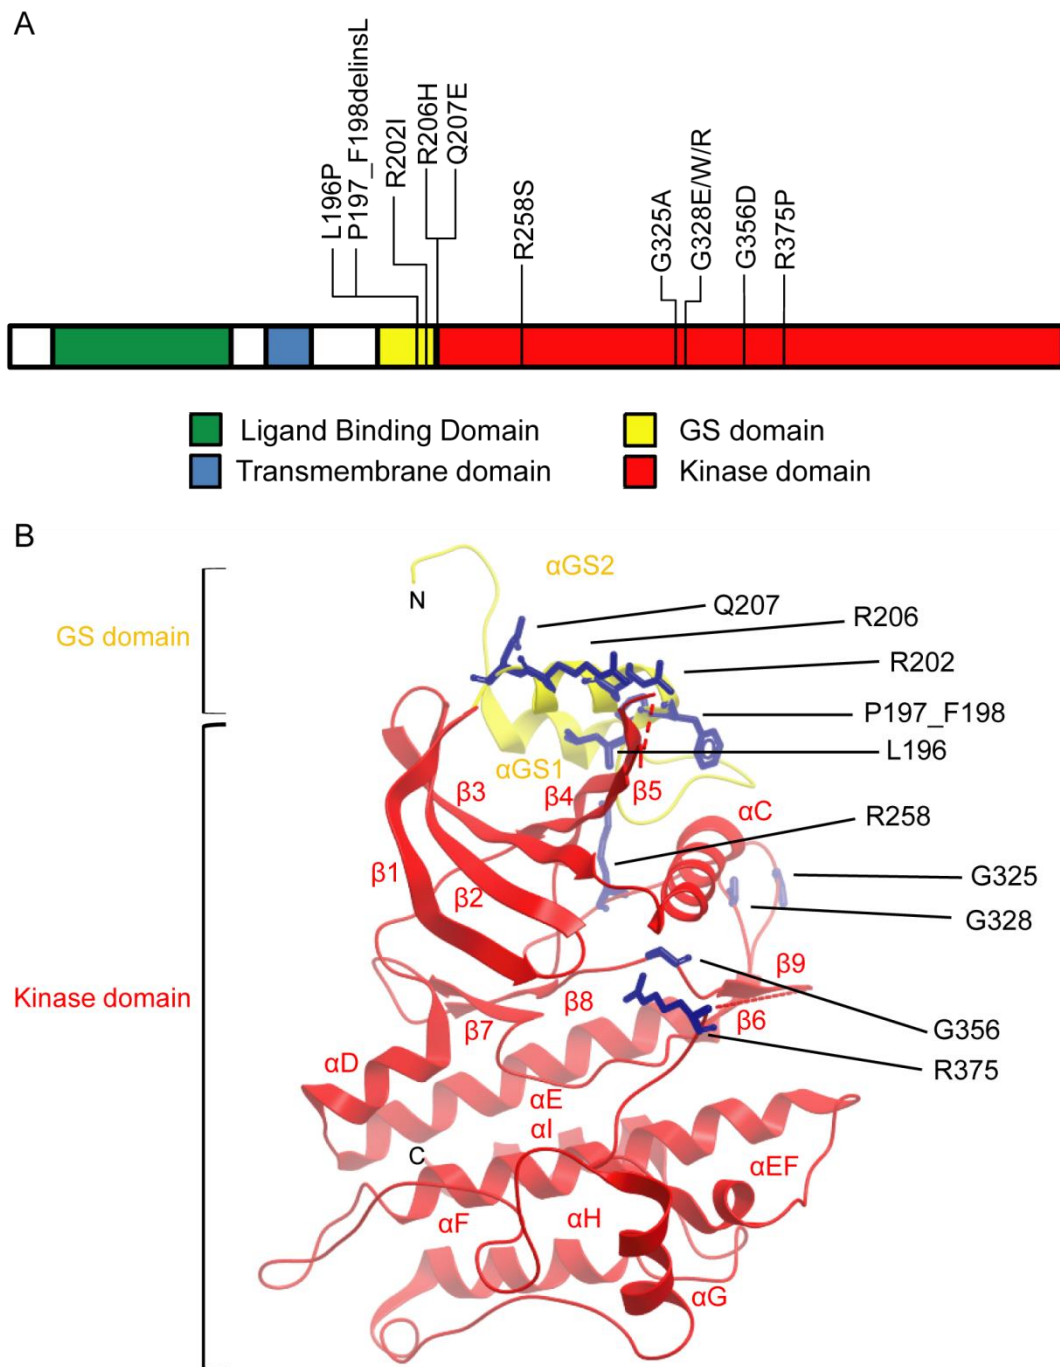 A
L196P
P197_F198delinsL
R202I
R206H
Q207E
R258S
G325A
G328E/W/R
G356D
R375P
Ligand Binding Domain
GS domain
Transmembrane domain
Kinase domain
B
αGS2
N
Q207
R206
GS domain
R202
P197_F198
L196
αGS1
β3
β4
β5
αC
R258
β1
β2
G325
G328
Kinase domain
β9
β8
β7
β6
G356
αD
R375
αE
αI
C
αEF
αF
αH
αG